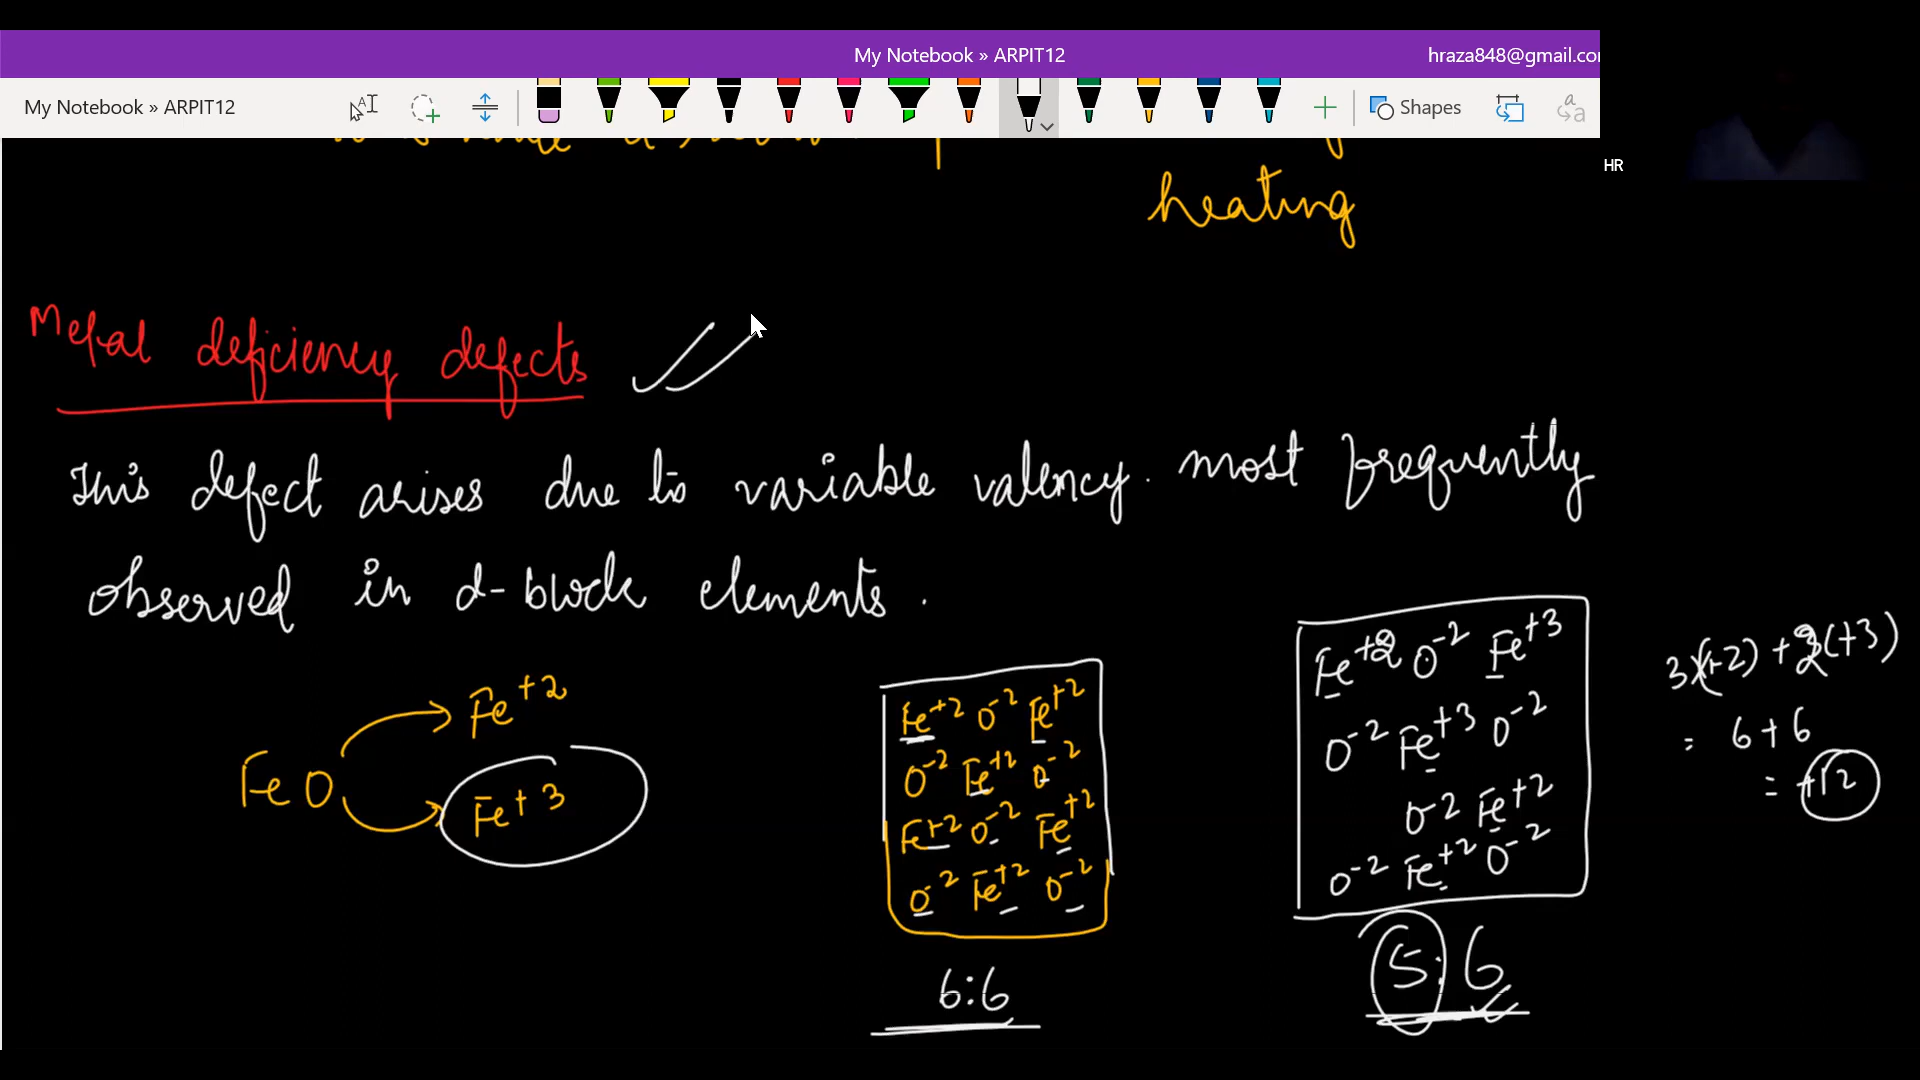 My Notebook » ARPIT12
hraza848@gmail.co
My Notebook » ARPIT12
Shapes
HR
heating
Metal deficiency defects
This defect arises due to variable valency. most frequently
observed in d-block elements.
FeO
Fe+2
Fe+3
Fe+2 O-2 Fe+2
O-2 Fe+2 O-2
Fe+2 O-2 Fe+2
O-2 Fe+2 O-2
6:6
Fe+2 O-2 Fe+3
O-2 Fe+3 O-2
O-2 Fe+2
O-2 Fe+2 O-2
5:6
3x(+2) + 2(+3)
= 6+6
= +12